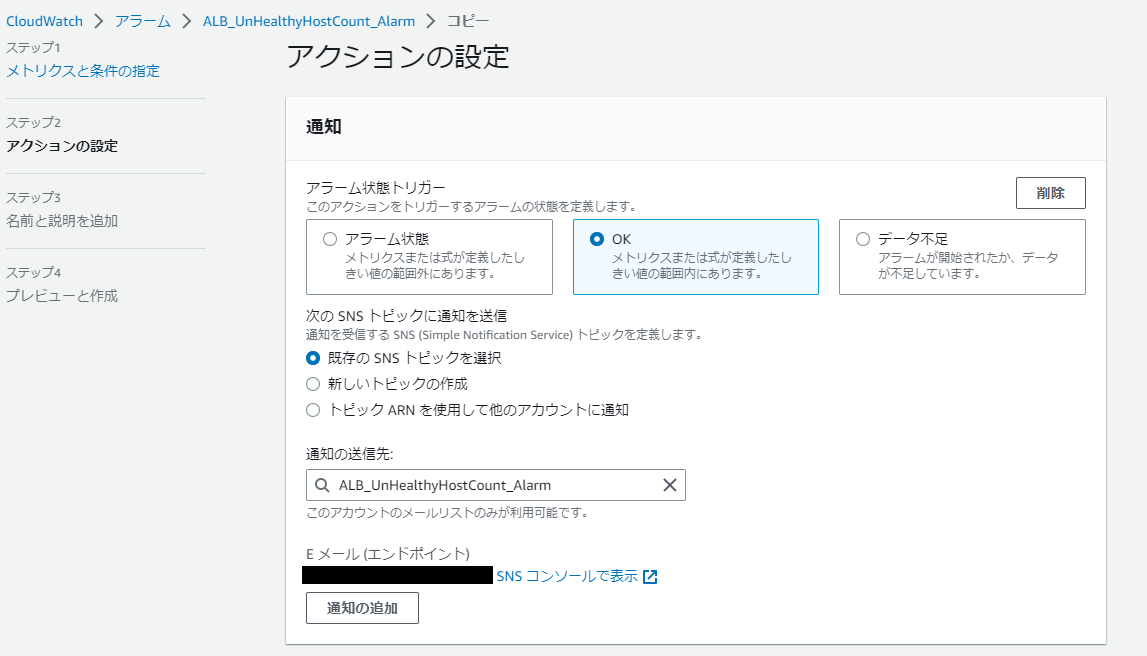 CloudWatch > アラーム > ALB_UnHealthyHostCount_Alarm > コピー
ステップ1
メトリクスと条件の指定
ステップ2
アクションの設定
ステップ3
名前と説明を追加
ステップ4
プレビューと作成
アクションの設定
通知
アラーム状態トリガー
このアクションをトリガーするアラームの状態を定義します。
削除
アラーム状態
メトリクスまたは式が定義したし
きい値の範囲外にあります。
OK
メトリクスまたは式が定義したし
きい値の範囲内にあります。
データ不足
アラームが開始されたか、データ
が不足しています。
次の SNS トピックに通知を送信
通知を受信する SNS (Simple Notification Service) トピックを定義します。
既存の SNS トピックを選択
新しいトピックの作成
トピック ARN を使用して他のアカウントに通知
通知の送信先:
ALB_UnHealthyHostCount_Alarm
このアカウントのメールリストのみが利用可能です。
E メール (エンドポイント)
SNS コンソールで表示
通知の追加